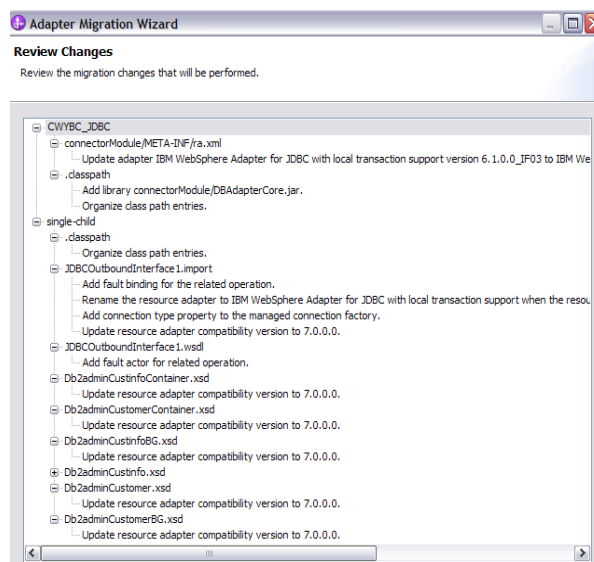 Adapter Migration Wizard
Review Changes
Review the migration changes that will be performed.
CWYBC_JDBC
connectorModule/META-INF/ra.xml
Update adapter IBM WebSphere Adapter for JDBC with local transaction support version 6.1.0.0_IF03 to IBM We
.classpath
Add library connectorModule/DBAdapterCore.jar.
Organize class path entries.
single-child
.classpath
Organize class path entries.
JDBCOutboundInterface1.import
Add fault binding for the related operation.
Rename the resource adapter to IBM WebSphere Adapter for JDBC with local transaction support when the resou
Add connection type property to the managed connection factory.
Update resource adapter compatibility version to 7.0.0.0.
JDBCOutboundInterface1.wsdl
Add fault actor for related operation.
Db2adminCustinfoContainer.xsd
Update resource adapter compatibility version to 7.0.0.0.
Db2adminCustomerContainer.xsd
Update resource adapter compatibility version to 7.0.0.0.
Db2adminCustinfoBG.xsd
Update resource adapter compatibility version to 7.0.0.0.
Db2adminCustinfo.xsd
Db2adminCustomer.xsd
Update resource adapter compatibility version to 7.0.0.0.
Db2adminCustomerBG.xsd
Update resource adapter compatibility version to 7.0.0.0.